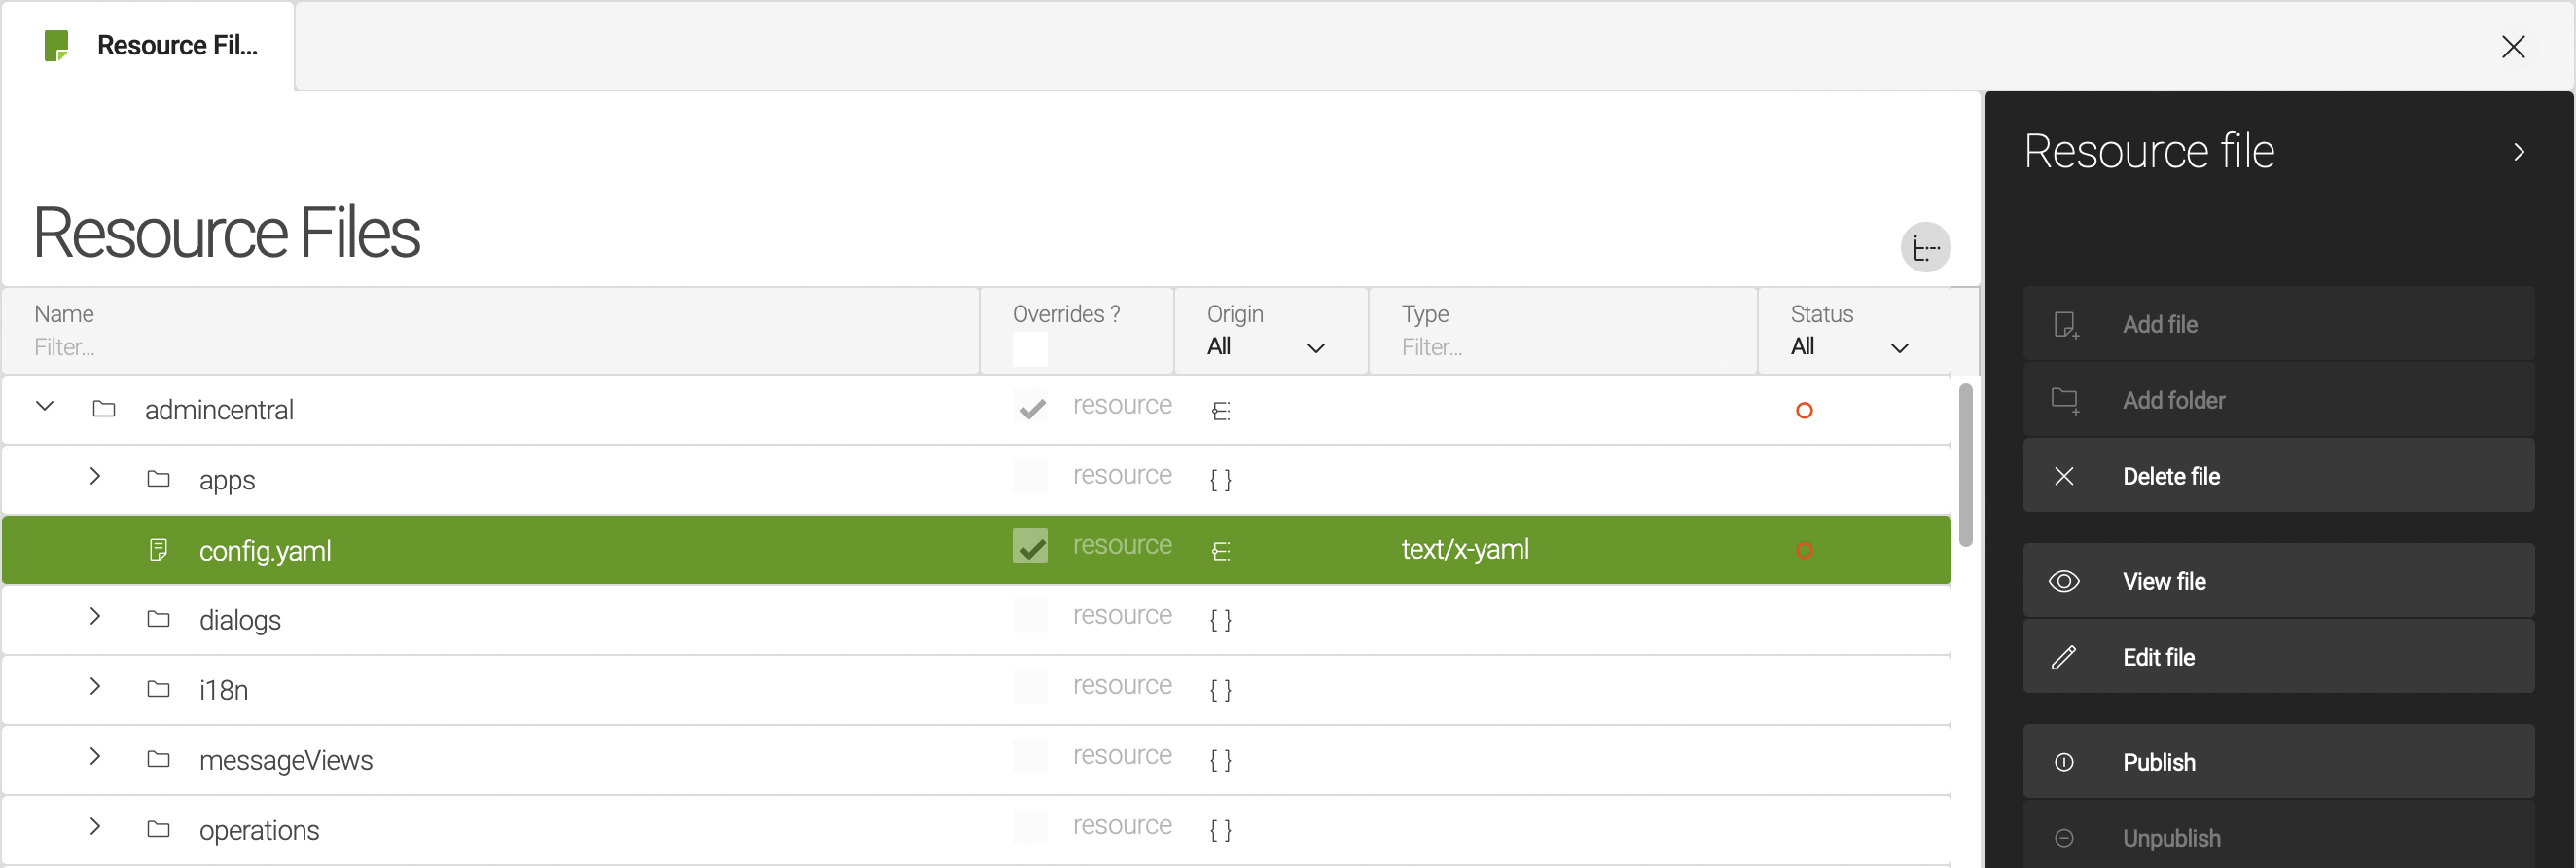 Resource Fil...
Resource file
Resource Files
Name Overrides ? Origin Type Status
Filter... All Filter... All
Add file
admincentral resource
Add folder
apps resource { }
Delete file
config.yaml resource text/x-yaml
View file
dialogs resource { }
Edit file
i18n resource { }
messageViews resource { }
Publish
operations resource { }
Unpublish